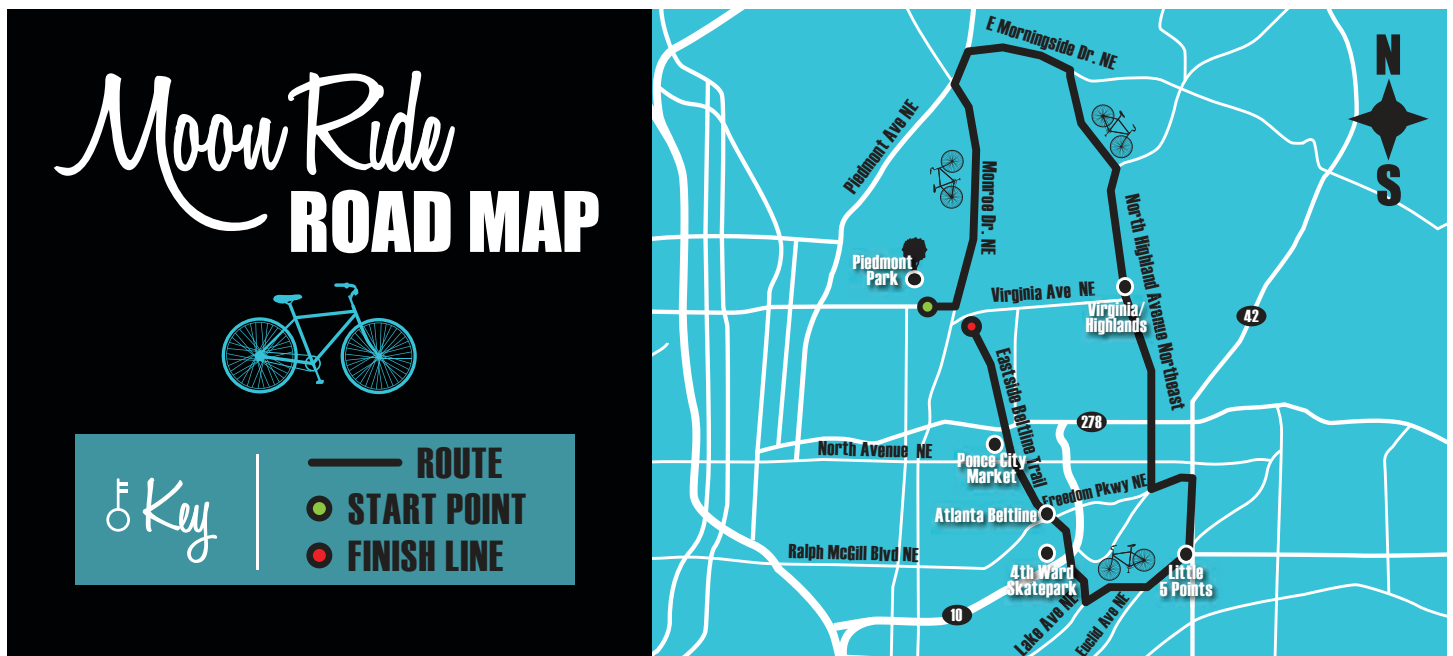 Moon Ride
ROAD MAP
Key
ROUTE
START POINT
FINISH LINE
E Morningside Dr. NE
N
S
Piedmont Ave NE
Monroe Dr. NE
North Highland Avenue Northeast
Piedmont
Park
Virginia Ave NE
Virginia/
Highlands
42
Eastside Beltline Trail
278
North Avenue NE
Ponce City
Market
Freedom Pkwy NE
Atlanta Beltline
Ralph McGill Blvd NE
4th Ward
Skatepark
Little
5 Points
10
Lake Ave NE
Euclid Ave NE